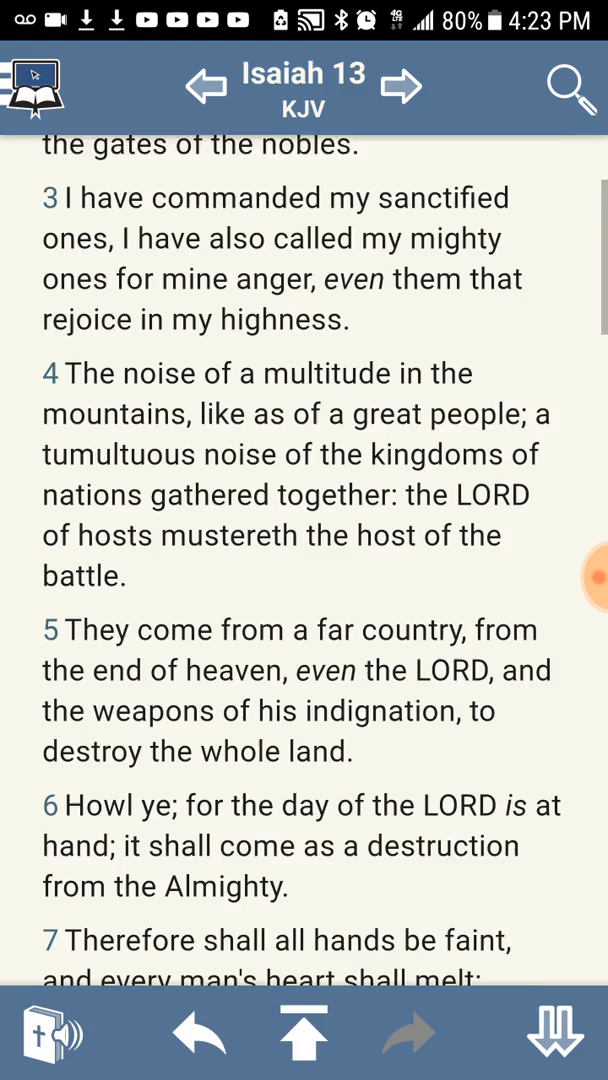 80% 4:23 PM
Isaiah 13
KJV
the gates of the nobles.
3 I have commanded my sanctified
ones, I have also called my mighty
ones for mine anger, even them that
rejoice in my highness.
4 The noise of a multitude in the
mountains, like as of a great people; a
tumultuous noise of the kingdoms of
nations gathered together: the LORD
of hosts mustereth the host of the
battle.
5 They come from a far country, from
the end of heaven, even the LORD, and
the weapons of his indignation, to
destroy the whole land.
6 Howl ye; for the day of the LORD is at
hand; it shall come as a destruction
from the Almighty.
7 Therefore shall all hands be faint,
and every man's heart shall melt: